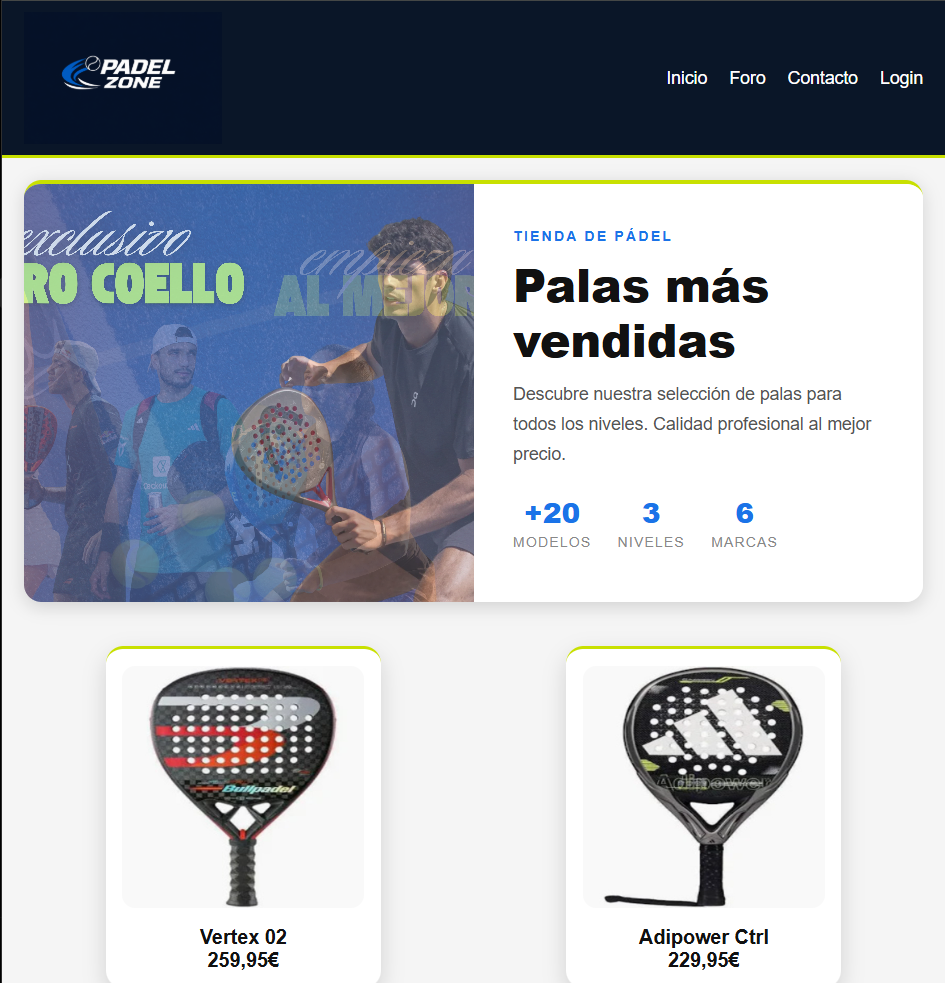 PADEL
ZONE
Inicio Foro Contacto Login
exclusivo
RO COELLO
empieza
AL MEJOR
TIENDA DE PÁDEL
Palas más
vendidas
Descubre nuestra selección de palas para
todos los niveles. Calidad profesional al mejor
precio.
+20 3 6
MODELOS NIVELES MARCAS
VERTEX
Bullpadel
Adipower
Vertex 02
259,95€
Adipower Ctrl
229,95€